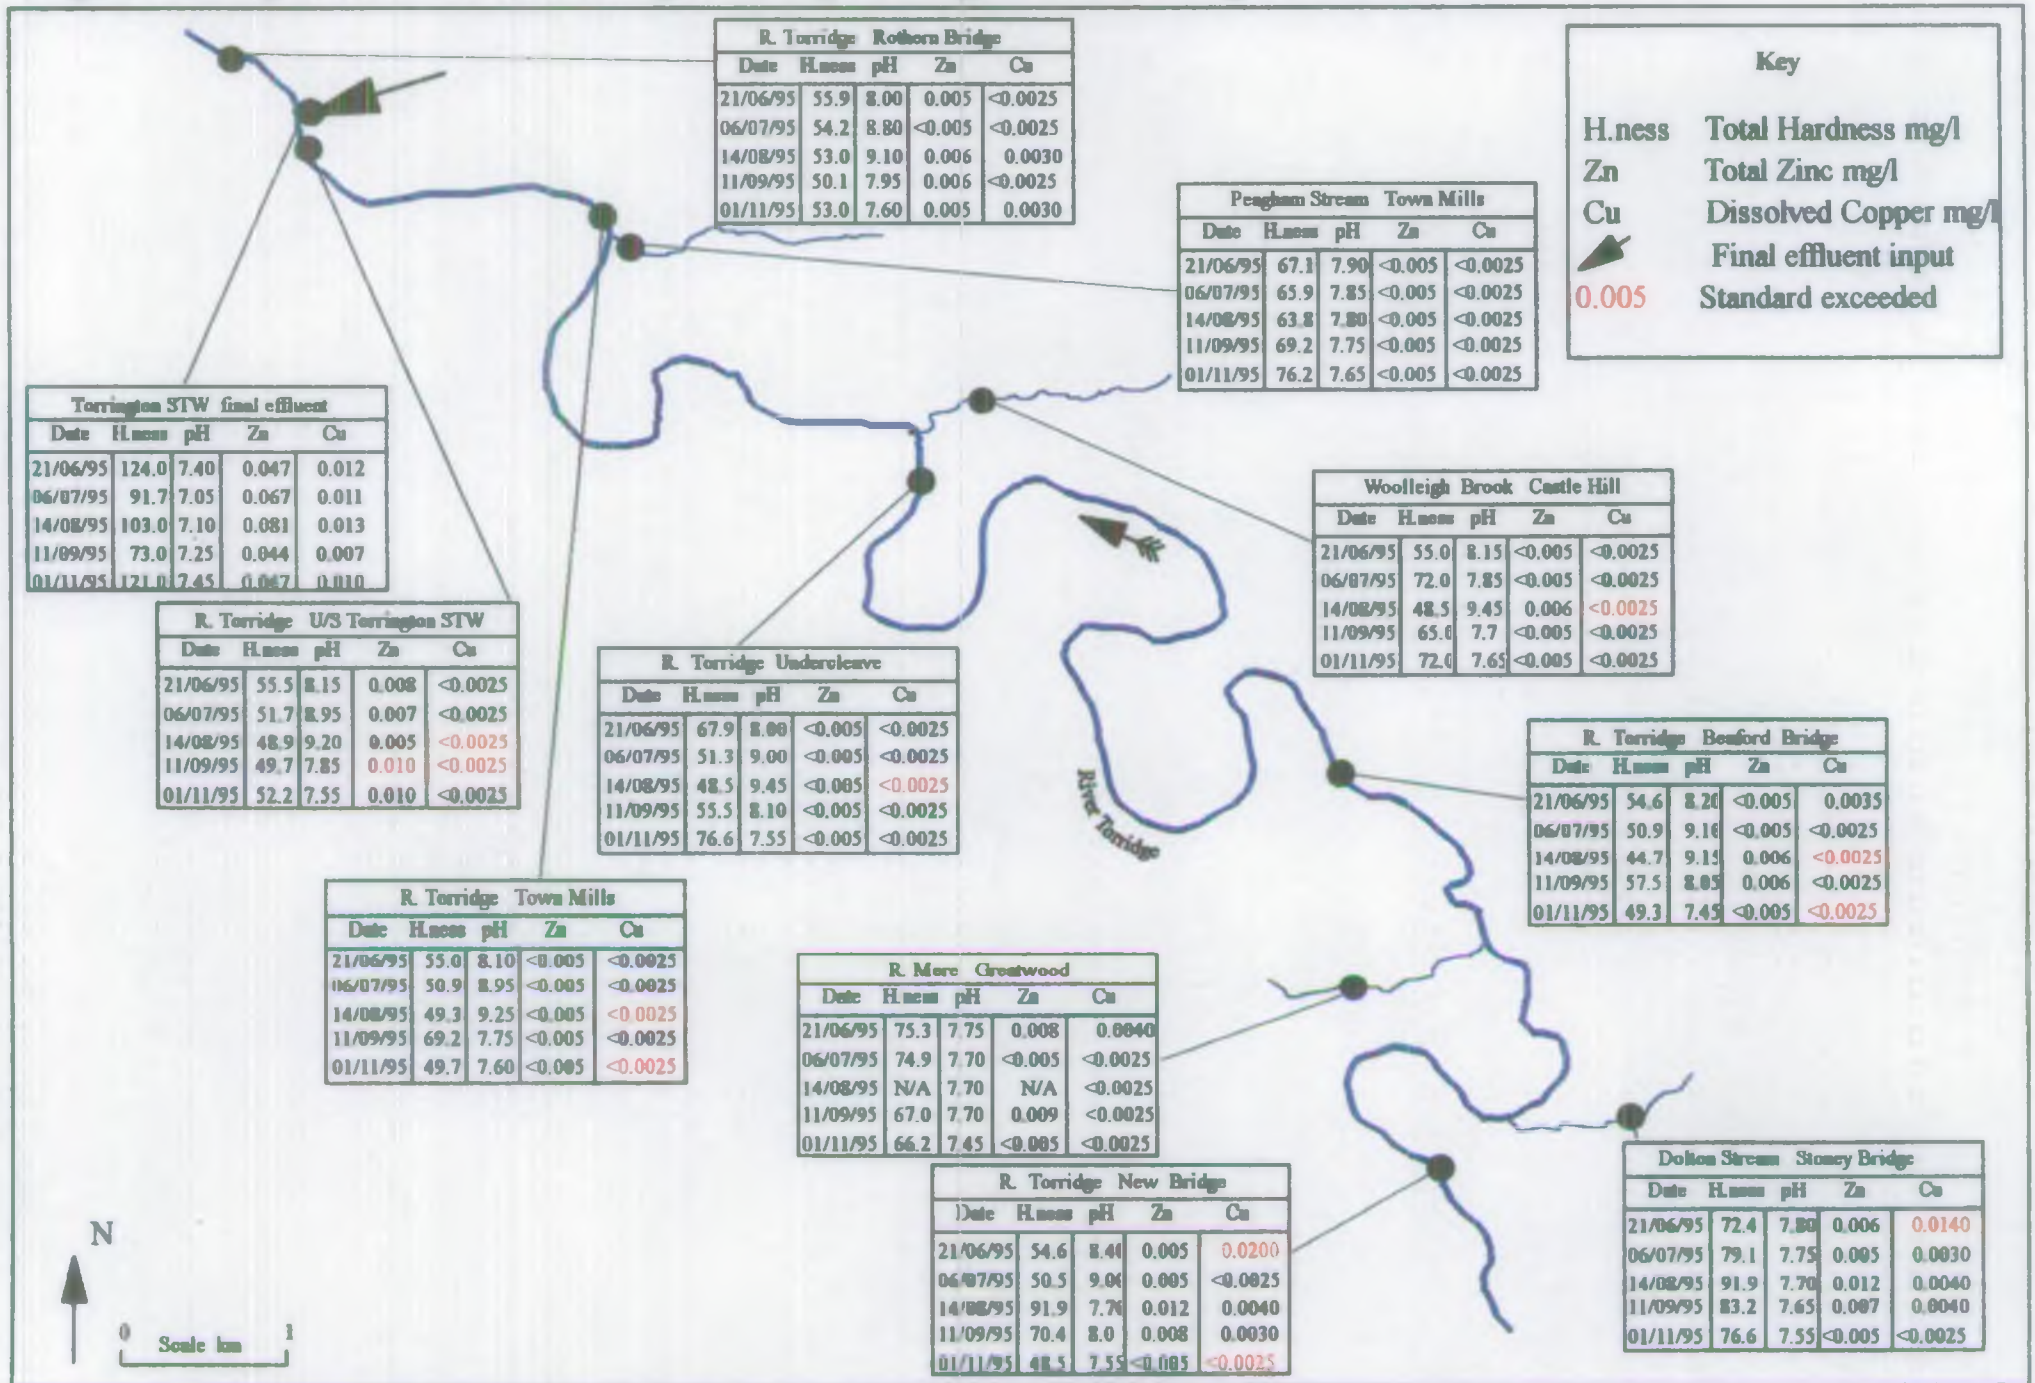 R. Torridge Rothern Bridge
Date H.ness pH Zn Cu
21/06/95 55.9 8.00 0.005 <0.0025
06/07/95 54.2 8.80 <0.005 <0.0025
14/08/95 53.0 9.10 0.006 0.0030
11/09/95 50.1 7.95 0.006 <0.0025
01/11/95 53.0 7.60 0.005 0.0030
Key
H.ness Total Hardness mg/l
Zn Total Zinc mg/l
Cu Dissolved Copper mg/l
Final effluent input
0.005 Standard exceeded
Peagham Stream Town Mills
Date H.ness pH Zn Cu
21/06/95 67.1 7.90 <0.005 <0.0025
06/07/95 65.9 7.85 <0.005 <0.0025
14/08/95 63.8 7.80 <0.005 <0.0025
11/09/95 69.2 7.75 <0.005 <0.0025
01/11/95 76.2 7.65 <0.005 <0.0025
Torrington STW final effluent
Date H.ness pH Zn Cu
21/06/95 124.0 7.40 0.047 0.012
06/07/95 91.7 7.05 0.067 0.011
14/08/95 103.0 7.10 0.081 0.013
11/09/95 73.0 7.25 0.044 0.007
01/11/95 121.0 7.45 0.047 0.010
Woolleigh Brook Castle Hill
Date H.ness pH Zn Cu
21/06/95 55.0 8.15 <0.005 <0.0025
06/07/95 72.0 7.85 <0.005 <0.0025
14/08/95 48.5 9.45 0.006 <0.0025
11/09/95 65.0 7.7 <0.005 <0.0025
01/11/95 72.0 7.65 <0.005 <0.0025
R. Torridge U/S Torrington STW
Date H.ness pH Zn Cu
21/06/95 55.5 8.15 0.008 <0.0025
06/07/95 51.7 8.95 0.007 <0.0025
14/08/95 48.9 9.20 0.005 <0.0025
11/09/95 49.7 7.85 0.010 <0.0025
01/11/95 52.2 7.55 0.010 <0.0025
R. Torridge Undercleave
Date H.ness pH Zn Cu
21/06/95 67.9 8.00 <0.005 <0.0025
06/07/95 51.3 9.00 <0.005 <0.0025
14/08/95 48.5 9.45 <0.005 <0.0025
11/09/95 55.5 8.10 <0.005 <0.0025
01/11/95 76.6 7.55 <0.005 <0.0025
River Torridge
R. Torridge Beaford Bridge
Date H.ness pH Zn Cu
21/06/95 54.6 8.20 <0.005 0.0035
06/07/95 50.9 9.10 <0.005 <0.0025
14/08/95 44.7 9.15 0.006 <0.0025
11/09/95 57.5 8.05 0.006 <0.0025
01/11/95 49.3 7.45 <0.005 <0.0025
R. Torridge Town Mills
Date H.ness pH Zn Cu
21/06/95 55.0 8.10 <0.005 <0.0025
06/07/95 50.9 8.95 <0.005 <0.0025
14/08/95 49.3 9.25 <0.005 <0.0025
11/09/95 69.2 7.75 <0.005 <0.0025
01/11/95 49.7 7.60 <0.005 <0.0025
R. Mere Greatwood
Date H.ness pH Zn Cu
21/06/95 75.3 7.75 0.008 0.0040
06/07/95 74.9 7.70 <0.005 <0.0025
14/08/95 N/A 7.70 N/A <0.0025
11/09/95 67.0 7.70 0.009 <0.0025
01/11/95 66.2 7.45 <0.005 <0.0025
Dolton Stream Stoney Bridge
Date H.ness pH Zn Cu
21/06/95 72.4 7.80 0.006 0.0140
06/07/95 79.1 7.75 0.005 0.0030
14/08/95 91.9 7.70 0.012 0.0040
11/09/95 83.2 7.65 0.007 0.0040
01/11/95 76.6 7.55 <0.005 <0.0025
R. Torridge New Bridge
Date H.ness pH Zn Cu
21/06/95 54.6 8.40 0.005 0.0200
06/07/95 50.5 9.00 0.005 <0.0025
14/08/95 91.9 7.70 0.012 0.0040
11/09/95 70.4 8.0 0.008 0.0030
01/11/95 48.5 7.55 <0.005 <0.0025
N
0 Scale km 1